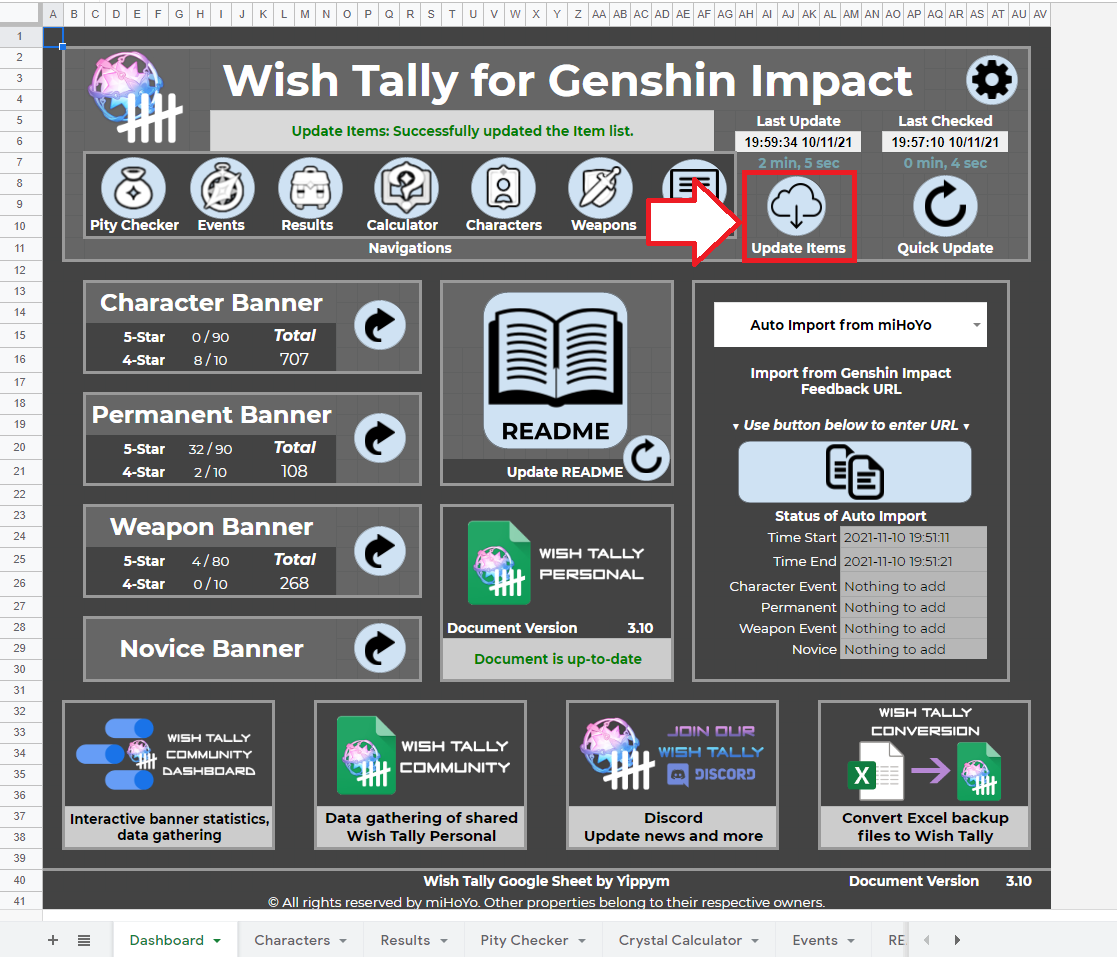 A B C D E F G H I J K L M N O P Q R S T U V W X Y Z AA AB AC AD AE AF AG AH AI AJ AK AL AM AN AO AP AQ AR AS AT AU AV
1
2
3
4
5
6
7
8
9
10
11
12
13
14
15
16
17
18
19
20
21
22
23
24
25
26
27
28
29
30
31
32
33
34
35
36
37
38
39
40
41
Wish Tally for Genshin Impact
Update Items: Successfully updated the Item list.
Last Update
19:59:34 10/11/21
2 min, 5 sec
Last Checked
19:57:10 10/11/21
0 min, 4 sec
Pity Checker
Events
Results
Calculator
Characters
Weapons
Navigations
Update Items
Quick Update
Character Banner
5-Star 0 / 90 Total
4-Star 8 / 10 707
Permanent Banner
5-Star 32 / 90 Total
4-Star 2 / 10 108
Weapon Banner
5-Star 4 / 80 Total
4-Star 0 / 10 268
Novice Banner
README
Update README
WISH TALLY
PERSONAL
Document Version 3.10
Document is up-to-date
Auto Import from miHoYo
Import from Genshin Impact
Feedback URL
▼ Use button below to enter URL ▼
Status of Auto Import
Time Start 2021-11-10 19:51:11
Time End 2021-11-10 19:51:21
Character Event Nothing to add
Permanent Nothing to add
Weapon Event Nothing to add
Novice Nothing to add
WISH TALLY
COMMUNITY
DASHBOARD
Interactive banner statistics,
data gathering
WISH TALLY
COMMUNITY
Data gathering of shared
Wish Tally Personal
JOIN OUR
WISH TALLY
DISCORD
Discord
Update news and more
WISH TALLY
CONVERSION
X
Convert Excel backup
files to Wish Tally
Wish Tally Google Sheet by Yippym
Document Version 3.10
© All rights reserved by miHoYo. Other properties belong to their respective owners.
Dashboard
Characters
Results
Pity Checker
Crystal Calculator
Events
RE